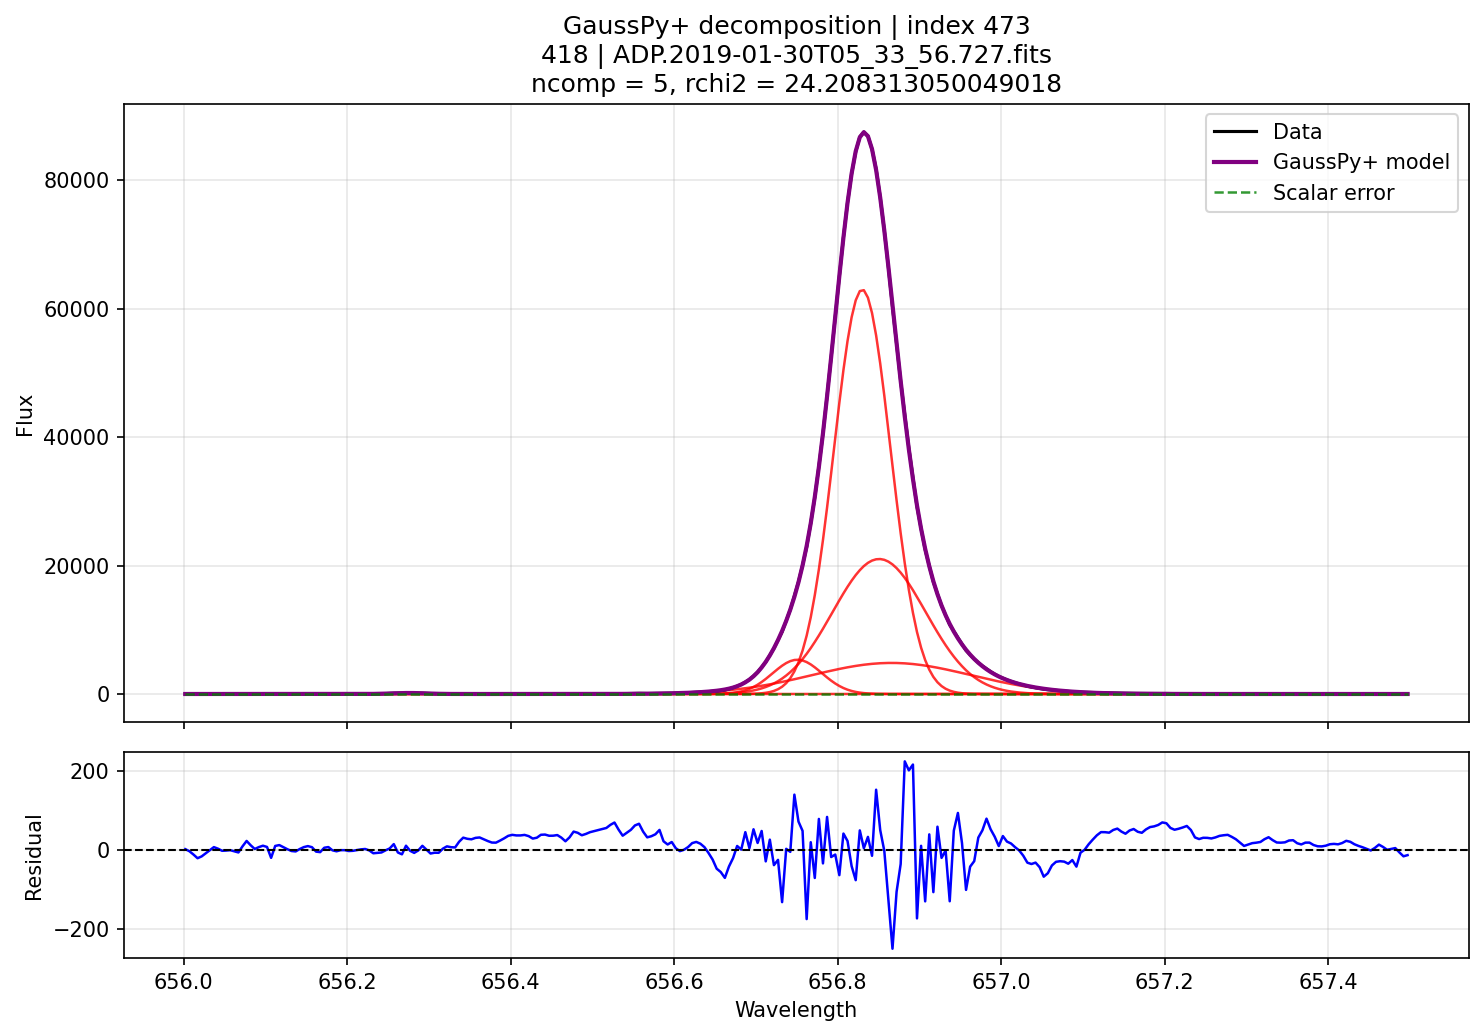 GaussPy+ decomposition | index 473
418 | ADP.2019-01-30T05_33_56.727.fits
ncomp = 5, rchi2 = 24.208313050049018
Data
GaussPy+ model
Scalar error
Flux
80000
60000
40000
20000
0
Residual
200
0
−200
656.0 656.2 656.4 656.6 656.8 657.0 657.2 657.4
Wavelength